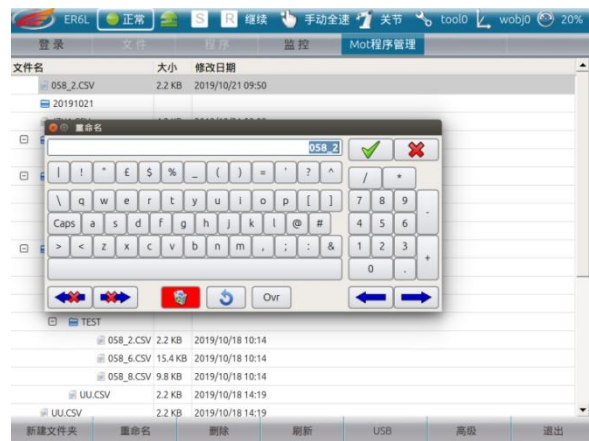 ER6L 正常 S R 继续 手动全速 关节 tool0 wobj0 20%
登录 文件 程序 监控 Mot程序管理
文件名 大小 修改日期
058_2.CSV 2.2 KB 2019/10/21 09:50
20191021
重命名
058_2
| ! " £ $ % _ ( ) = ' ? ^ / *
\ q w e r t y u i o p [ ] 7 8 9 -
Caps a s d f g h j k l @ # 4 5 6
> < z x c v b n m , ; : & 1 2 3 +
0 .
Ovr
TEST
058_2.CSV 2.2 KB 2019/10/18 10:14
058_6.CSV 15.4 KB 2019/10/18 10:14
058_8.CSV 9.8 KB 2019/10/18 10:14
UU.CSV 2.2 KB 2019/10/18 14:19
UU.CSV 2.2 KB 2019/10/18 14:19
新建文件夹 重命名 删除 刷新 USB 高级 退出